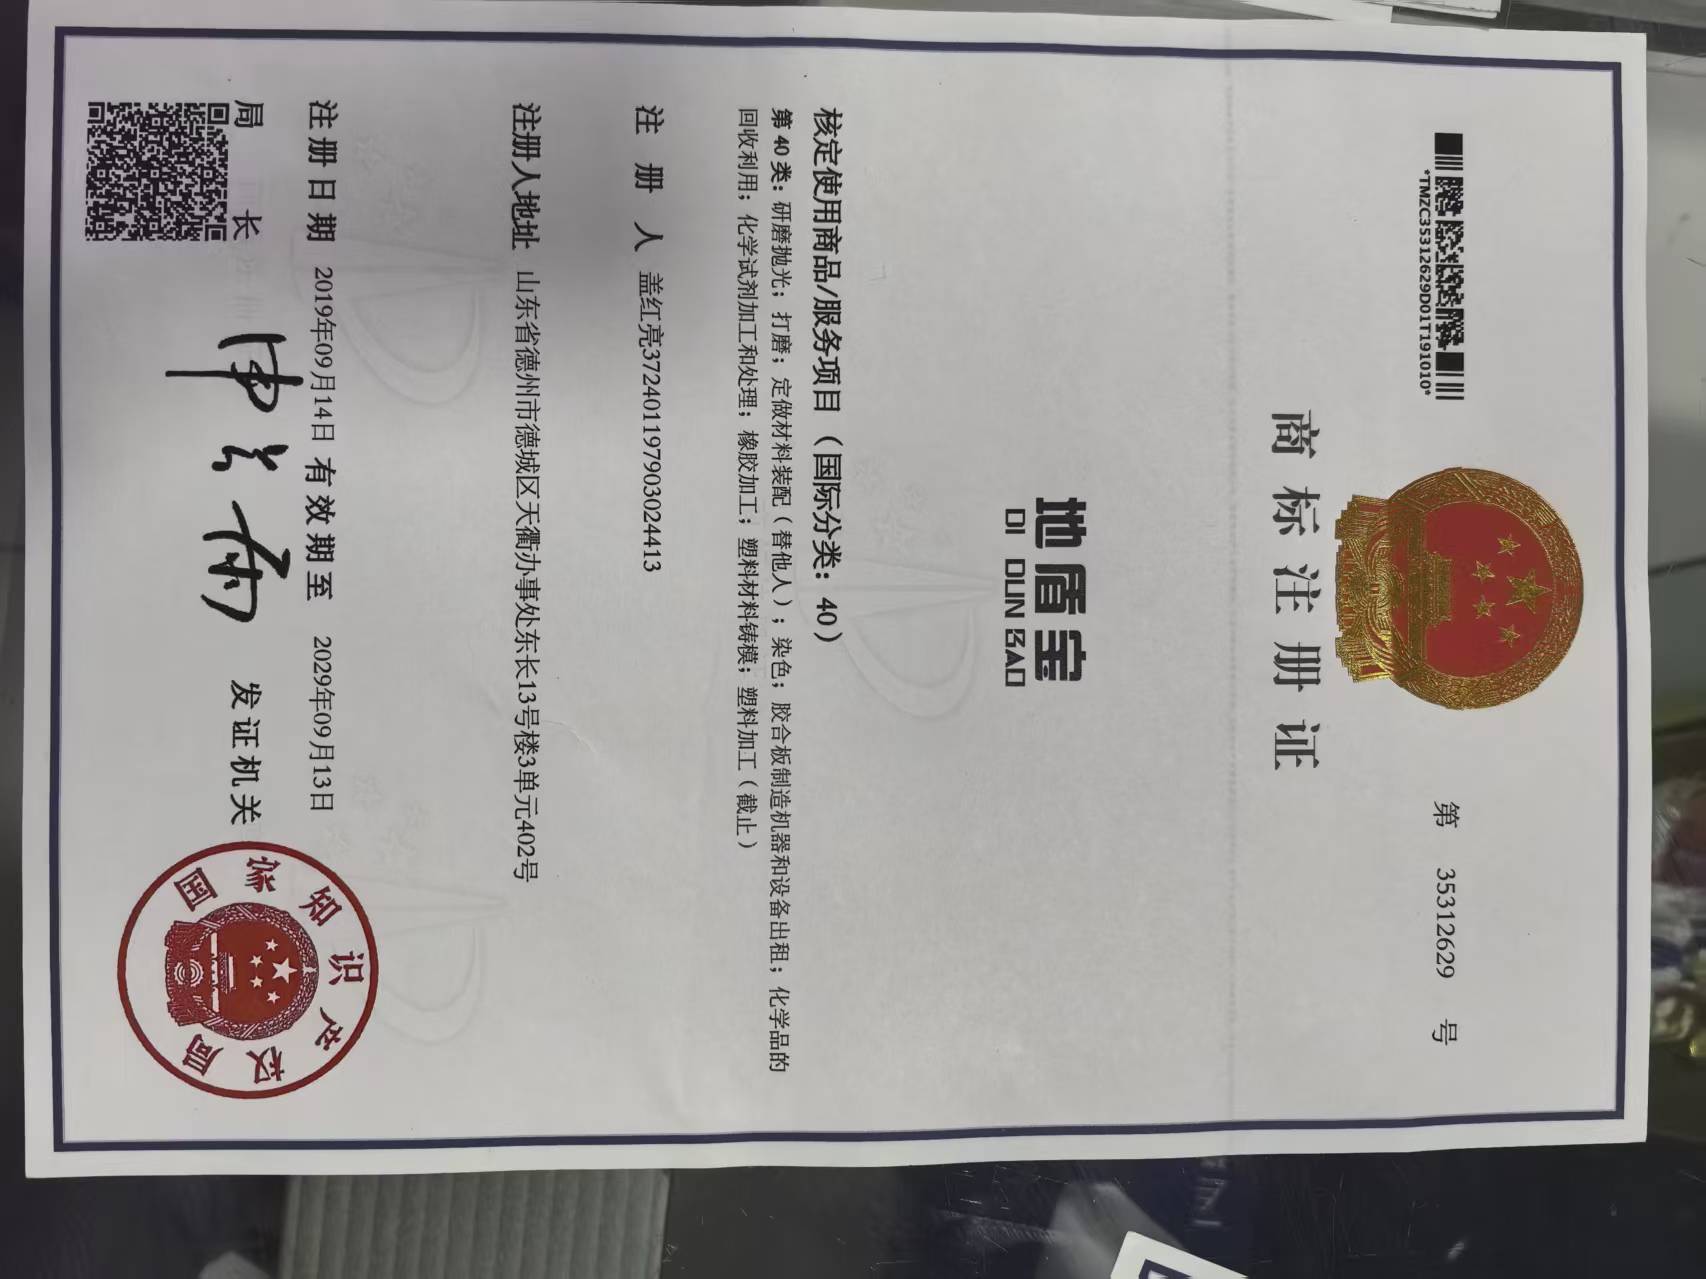 *TMZC35312629D01T191010*
第 35312629 号
商标注册证
地盾宝
DI DUN BAO
核定使用商品/服务项目（国际分类：40）
第 40 类：研磨抛光；打磨；定做材料装配（替他人）；染色；胶合板制造机器和设备出租；化学品的
回收利用；化学试剂加工和处理；橡胶加工；塑料材料铸模；塑料加工（截止）
注册人 盖红亮372401197903024413
注册人地址 山东省德州市德城区天衢办事处东长13号楼3单元402号
注册日期 2019年09月14日 有效期至 2029年09月13日
局长 申长雨 发证机关
国家知识产权局